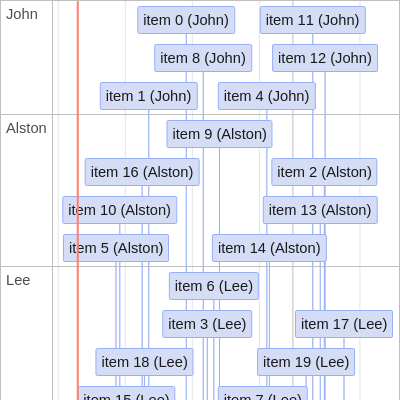 John
item 0 (John)
item 11 (John)
item 8 (John)
item 12 (John)
item 1 (John)
item 4 (John)
Alston
item 9 (Alston)
item 16 (Alston)
item 2 (Alston)
item 10 (Alston)
item 13 (Alston)
item 5 (Alston)
item 14 (Alston)
Lee
item 6 (Lee)
item 3 (Lee)
item 17 (Lee)
item 18 (Lee)
item 19 (Lee)
item 15 (Lee)
item 7 (Lee)